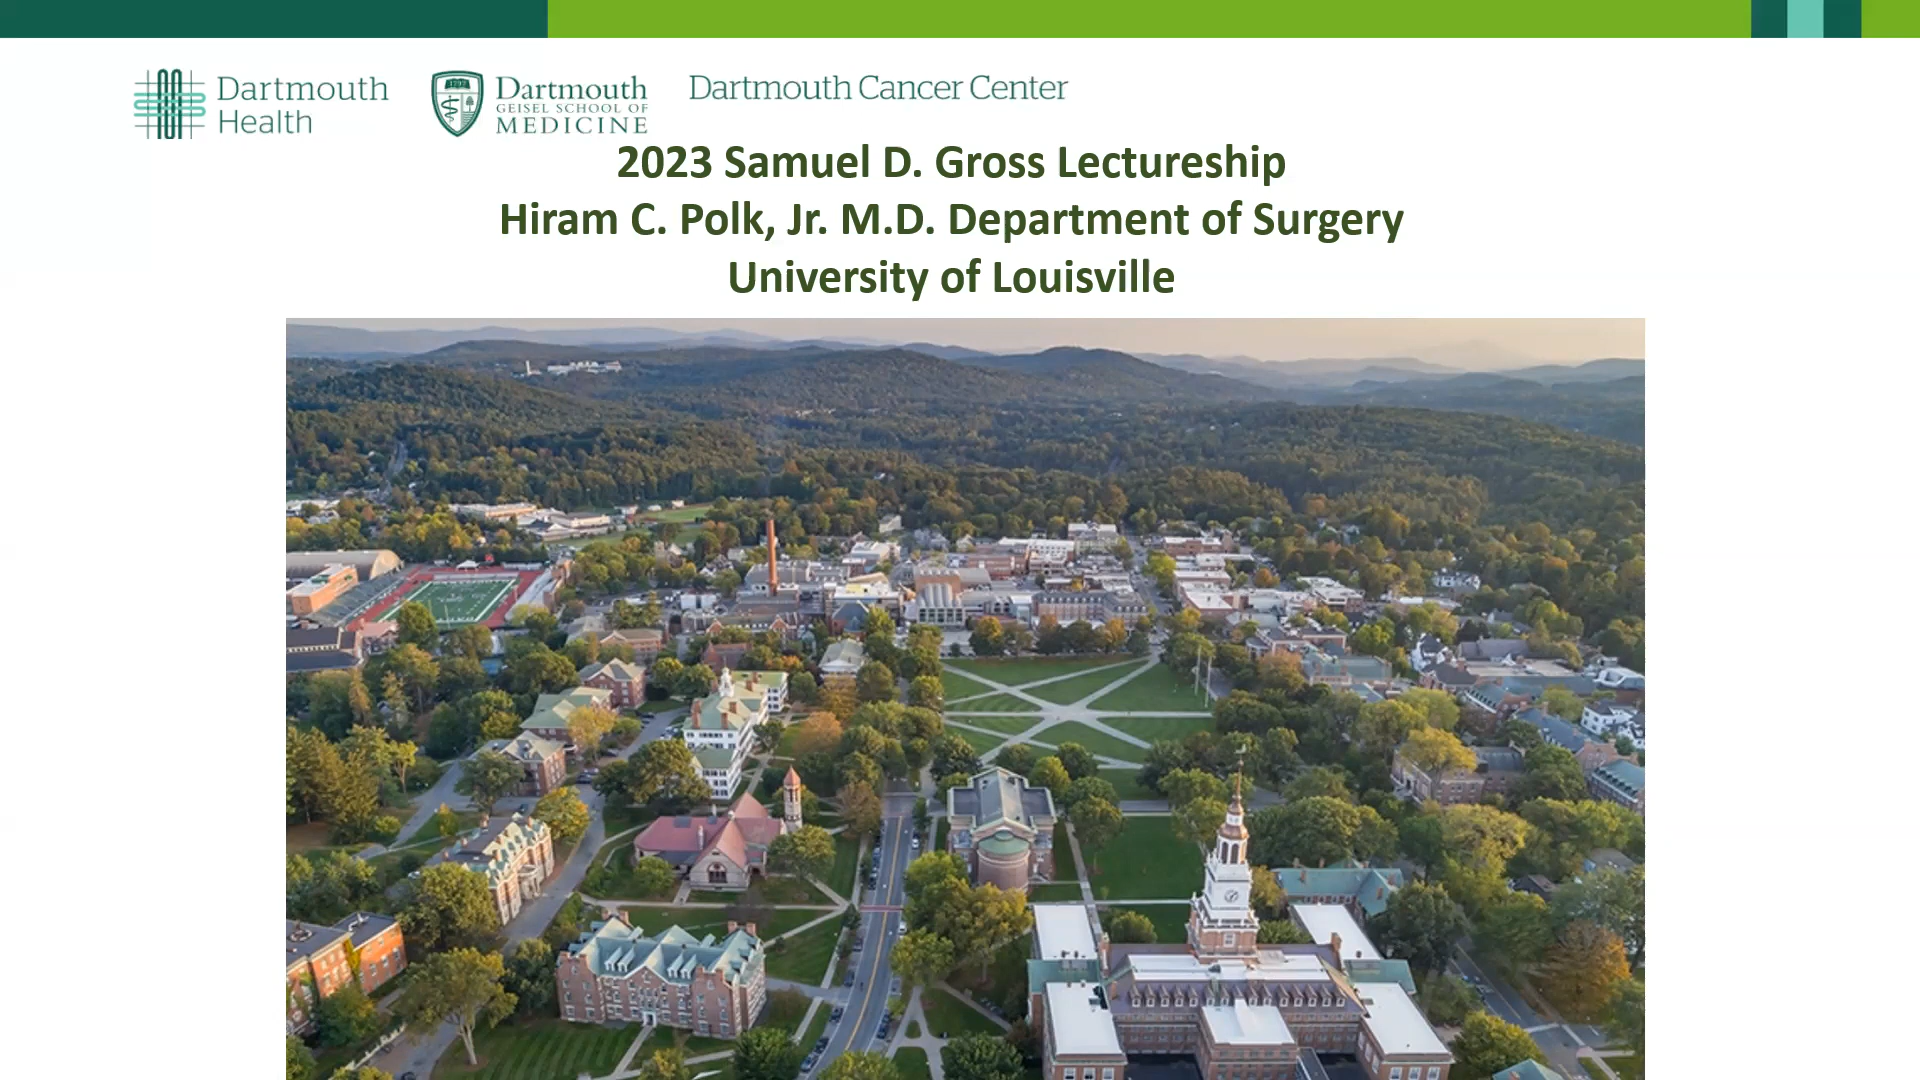 Dartmouth
Health
Dartmouth
GEISEL SCHOOL OF
MEDICINE
Dartmouth Cancer Center
2023 Samuel D. Gross Lectureship
Hiram C. Polk, Jr. M.D. Department of Surgery
University of Louisville